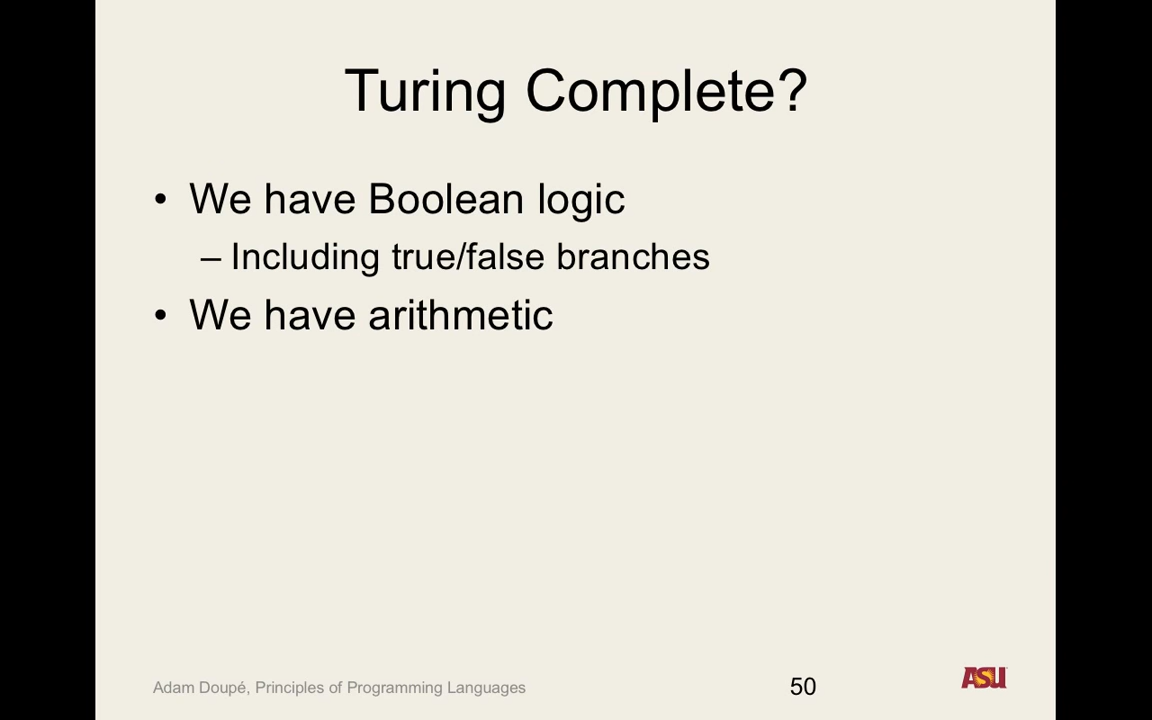 Turing Complete?
• We have Boolean logic
– Including true/false branches
• We have arithmetic
Adam Doupé, Principles of Programming Languages
50
ASU